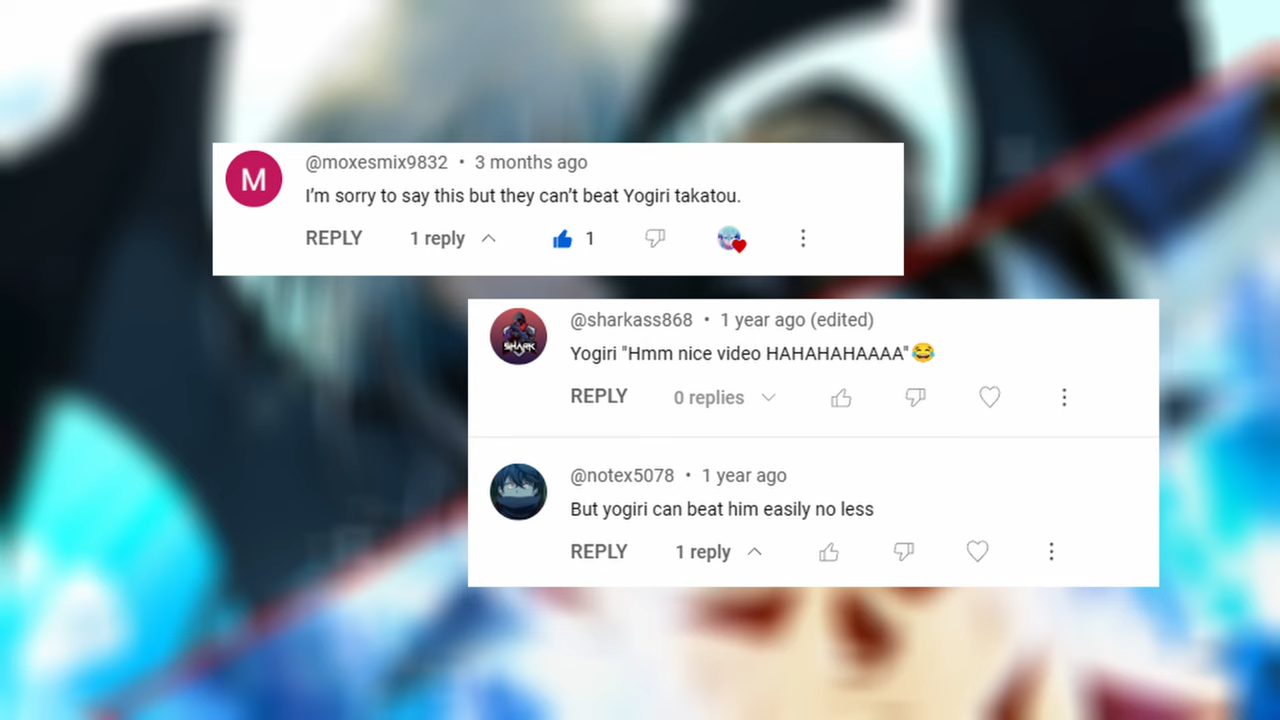 M
@moxesmix9832 • 3 months ago
I'm sorry to say this but they can't beat Yogiri takatou.
REPLY 1 reply 1
@sharkass868 • 1 year ago (edited)
SHARK
Yogiri "Hmm nice video HAHAHAHAAAA"😂
REPLY 0 replies
@notex5078 • 1 year ago
But yogiri can beat him easily no less
REPLY 1 reply